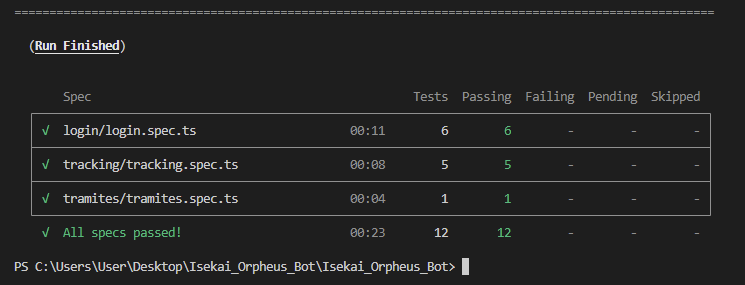 ====================================================================================================
(Run Finished)
Spec Tests Passing Failing Pending Skipped
√ login/login.spec.ts 00:11 6 6 - - -
√ tracking/tracking.spec.ts 00:08 5 5 - - -
√ tramites/tramites.spec.ts 00:04 1 1 - - -
√ All specs passed! 00:23 12 12 - - -
PS C:\Users\User\Desktop\Isekai_Orpheus_Bot\Isekai_Orpheus_Bot>